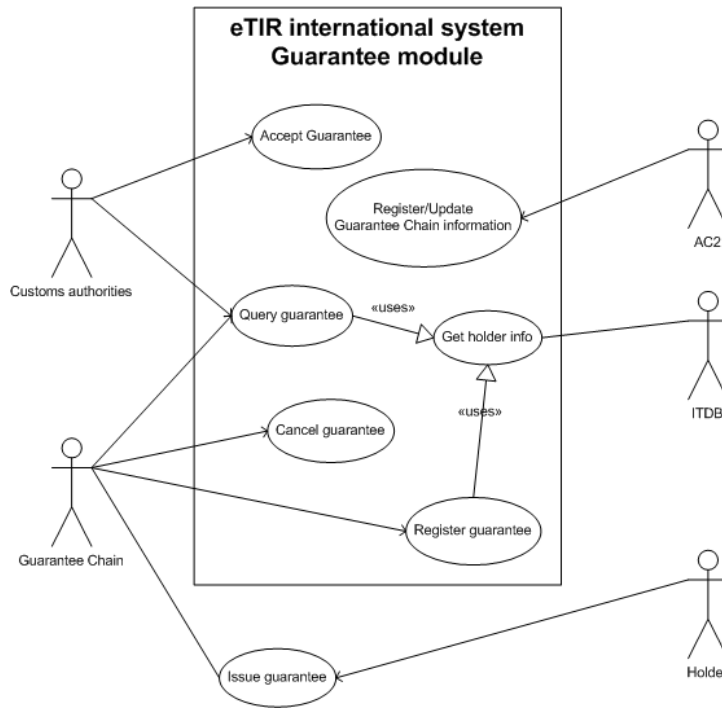 eTIR international system
Guarantee module
Accept Guarantee
Register/Update
Guarantee Chain information
AC2
Customs authorities
Query guarantee
«uses»
Get holder info
ITDB
«uses»
Cancel guarantee
Register guarantee
Guarantee Chain
Issue guarantee
Holde